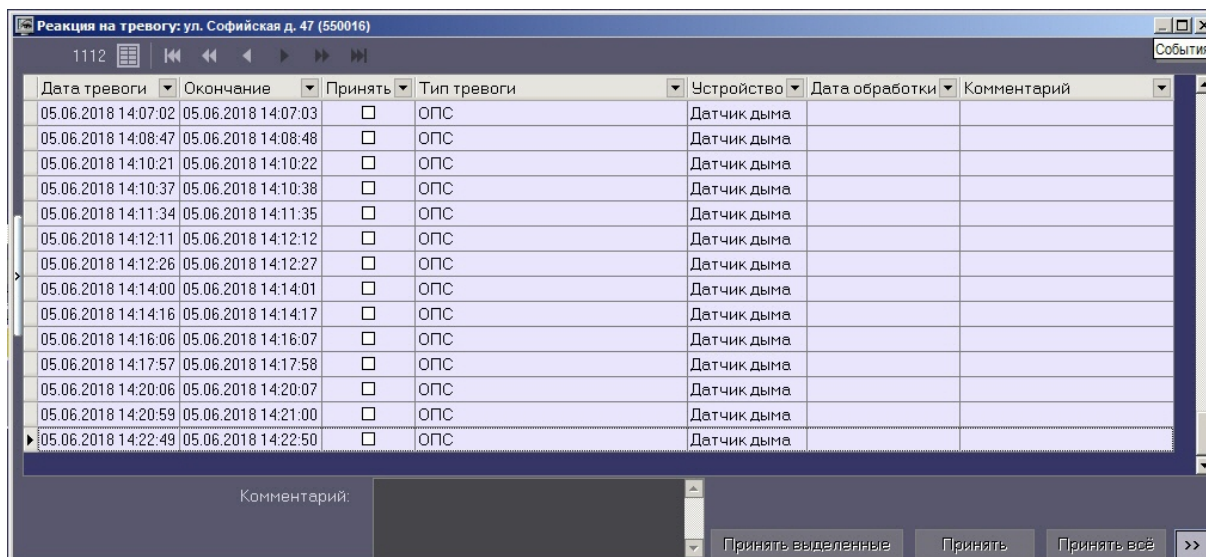 Реакция на тревогу: ул. Софийская д. 47 (550016)
События
1112
Дата тревоги Окончание Принять Тип тревоги Устройство Дата обработки Комментарий
05.06.2018 14:07:02 05.06.2018 14:07:03 ОПС Датчик дыма
05.06.2018 14:08:47 05.06.2018 14:08:48 ОПС Датчик дыма
05.06.2018 14:10:21 05.06.2018 14:10:22 ОПС Датчик дыма
05.06.2018 14:10:37 05.06.2018 14:10:38 ОПС Датчик дыма
05.06.2018 14:11:34 05.06.2018 14:11:35 ОПС Датчик дыма
05.06.2018 14:12:11 05.06.2018 14:12:12 ОПС Датчик дыма
05.06.2018 14:12:26 05.06.2018 14:12:27 ОПС Датчик дыма
05.06.2018 14:14:00 05.06.2018 14:14:01 ОПС Датчик дыма
05.06.2018 14:14:16 05.06.2018 14:14:17 ОПС Датчик дыма
05.06.2018 14:16:06 05.06.2018 14:16:07 ОПС Датчик дыма
05.06.2018 14:17:57 05.06.2018 14:17:58 ОПС Датчик дыма
05.06.2018 14:20:06 05.06.2018 14:20:07 ОПС Датчик дыма
05.06.2018 14:20:59 05.06.2018 14:21:00 ОПС Датчик дыма
05.06.2018 14:22:49 05.06.2018 14:22:50 ОПС Датчик дыма
Комментарий:
Принять выделенные Принять Принять всё >>